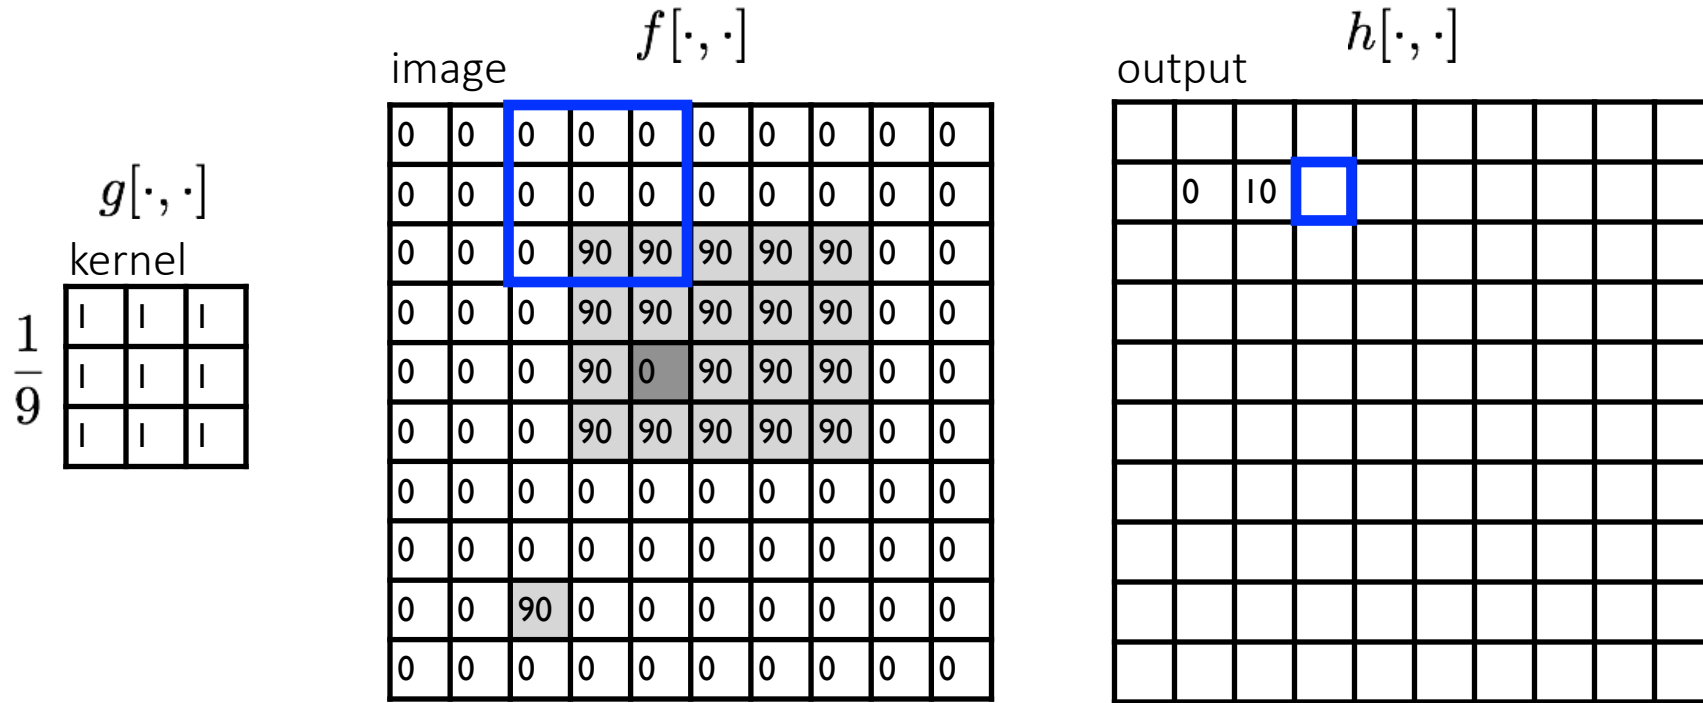 f[·, ·]
h[·, ·]
image
output
g[·, ·]
kernel
1/9
1 1 1
1 1 1
1 1 1
0 0 0 0 0 0 0 0 0 0
0 0 0 0 0 0 0 0 0 0
0 0 0 90 90 90 90 90 0 0
0 0 0 90 90 90 90 90 0 0
0 0 0 90 0 90 90 90 0 0
0 0 0 90 90 90 90 90 0 0
0 0 0 0 0 0 0 0 0 0
0 0 0 0 0 0 0 0 0 0
0 0 90 0 0 0 0 0 0 0
0 0 0 0 0 0 0 0 0 0
0 10